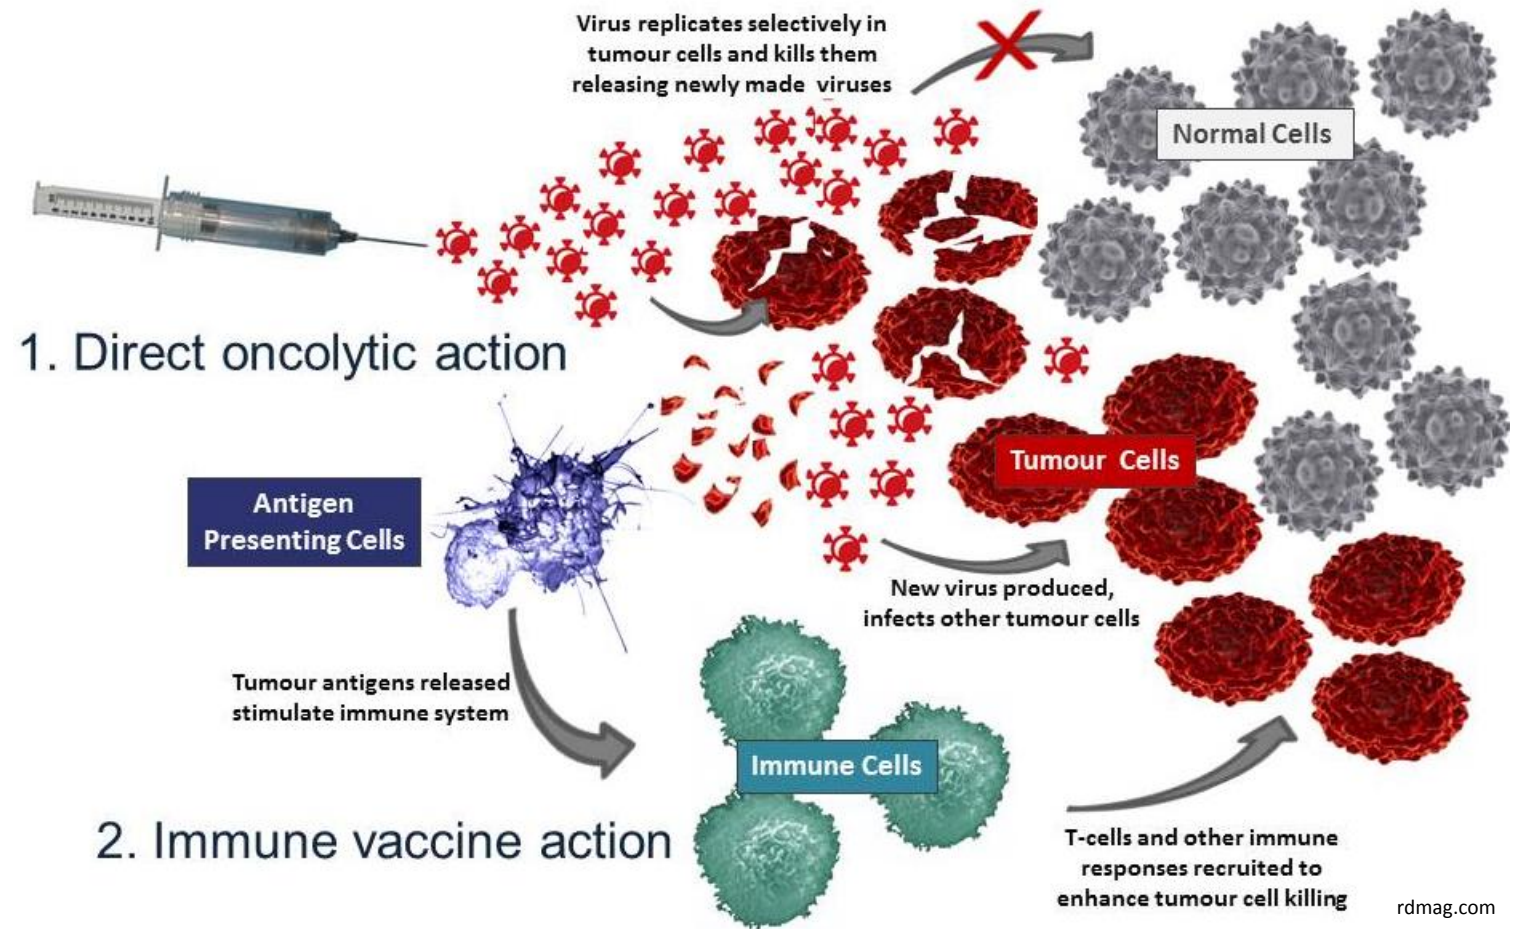 Virus replicates selectively in
tumour cells and kills them
releasing newly made viruses
Normal Cells
1. Direct oncolytic action
Tumour Cells
Antigen
Presenting Cells
New virus produced,
infects other tumour cells
Tumour antigens released
stimulate immune system
Immune Cells
2. Immune vaccine action
T-cells and other immune
responses recruited to
enhance tumour cell killing
rdmag.com